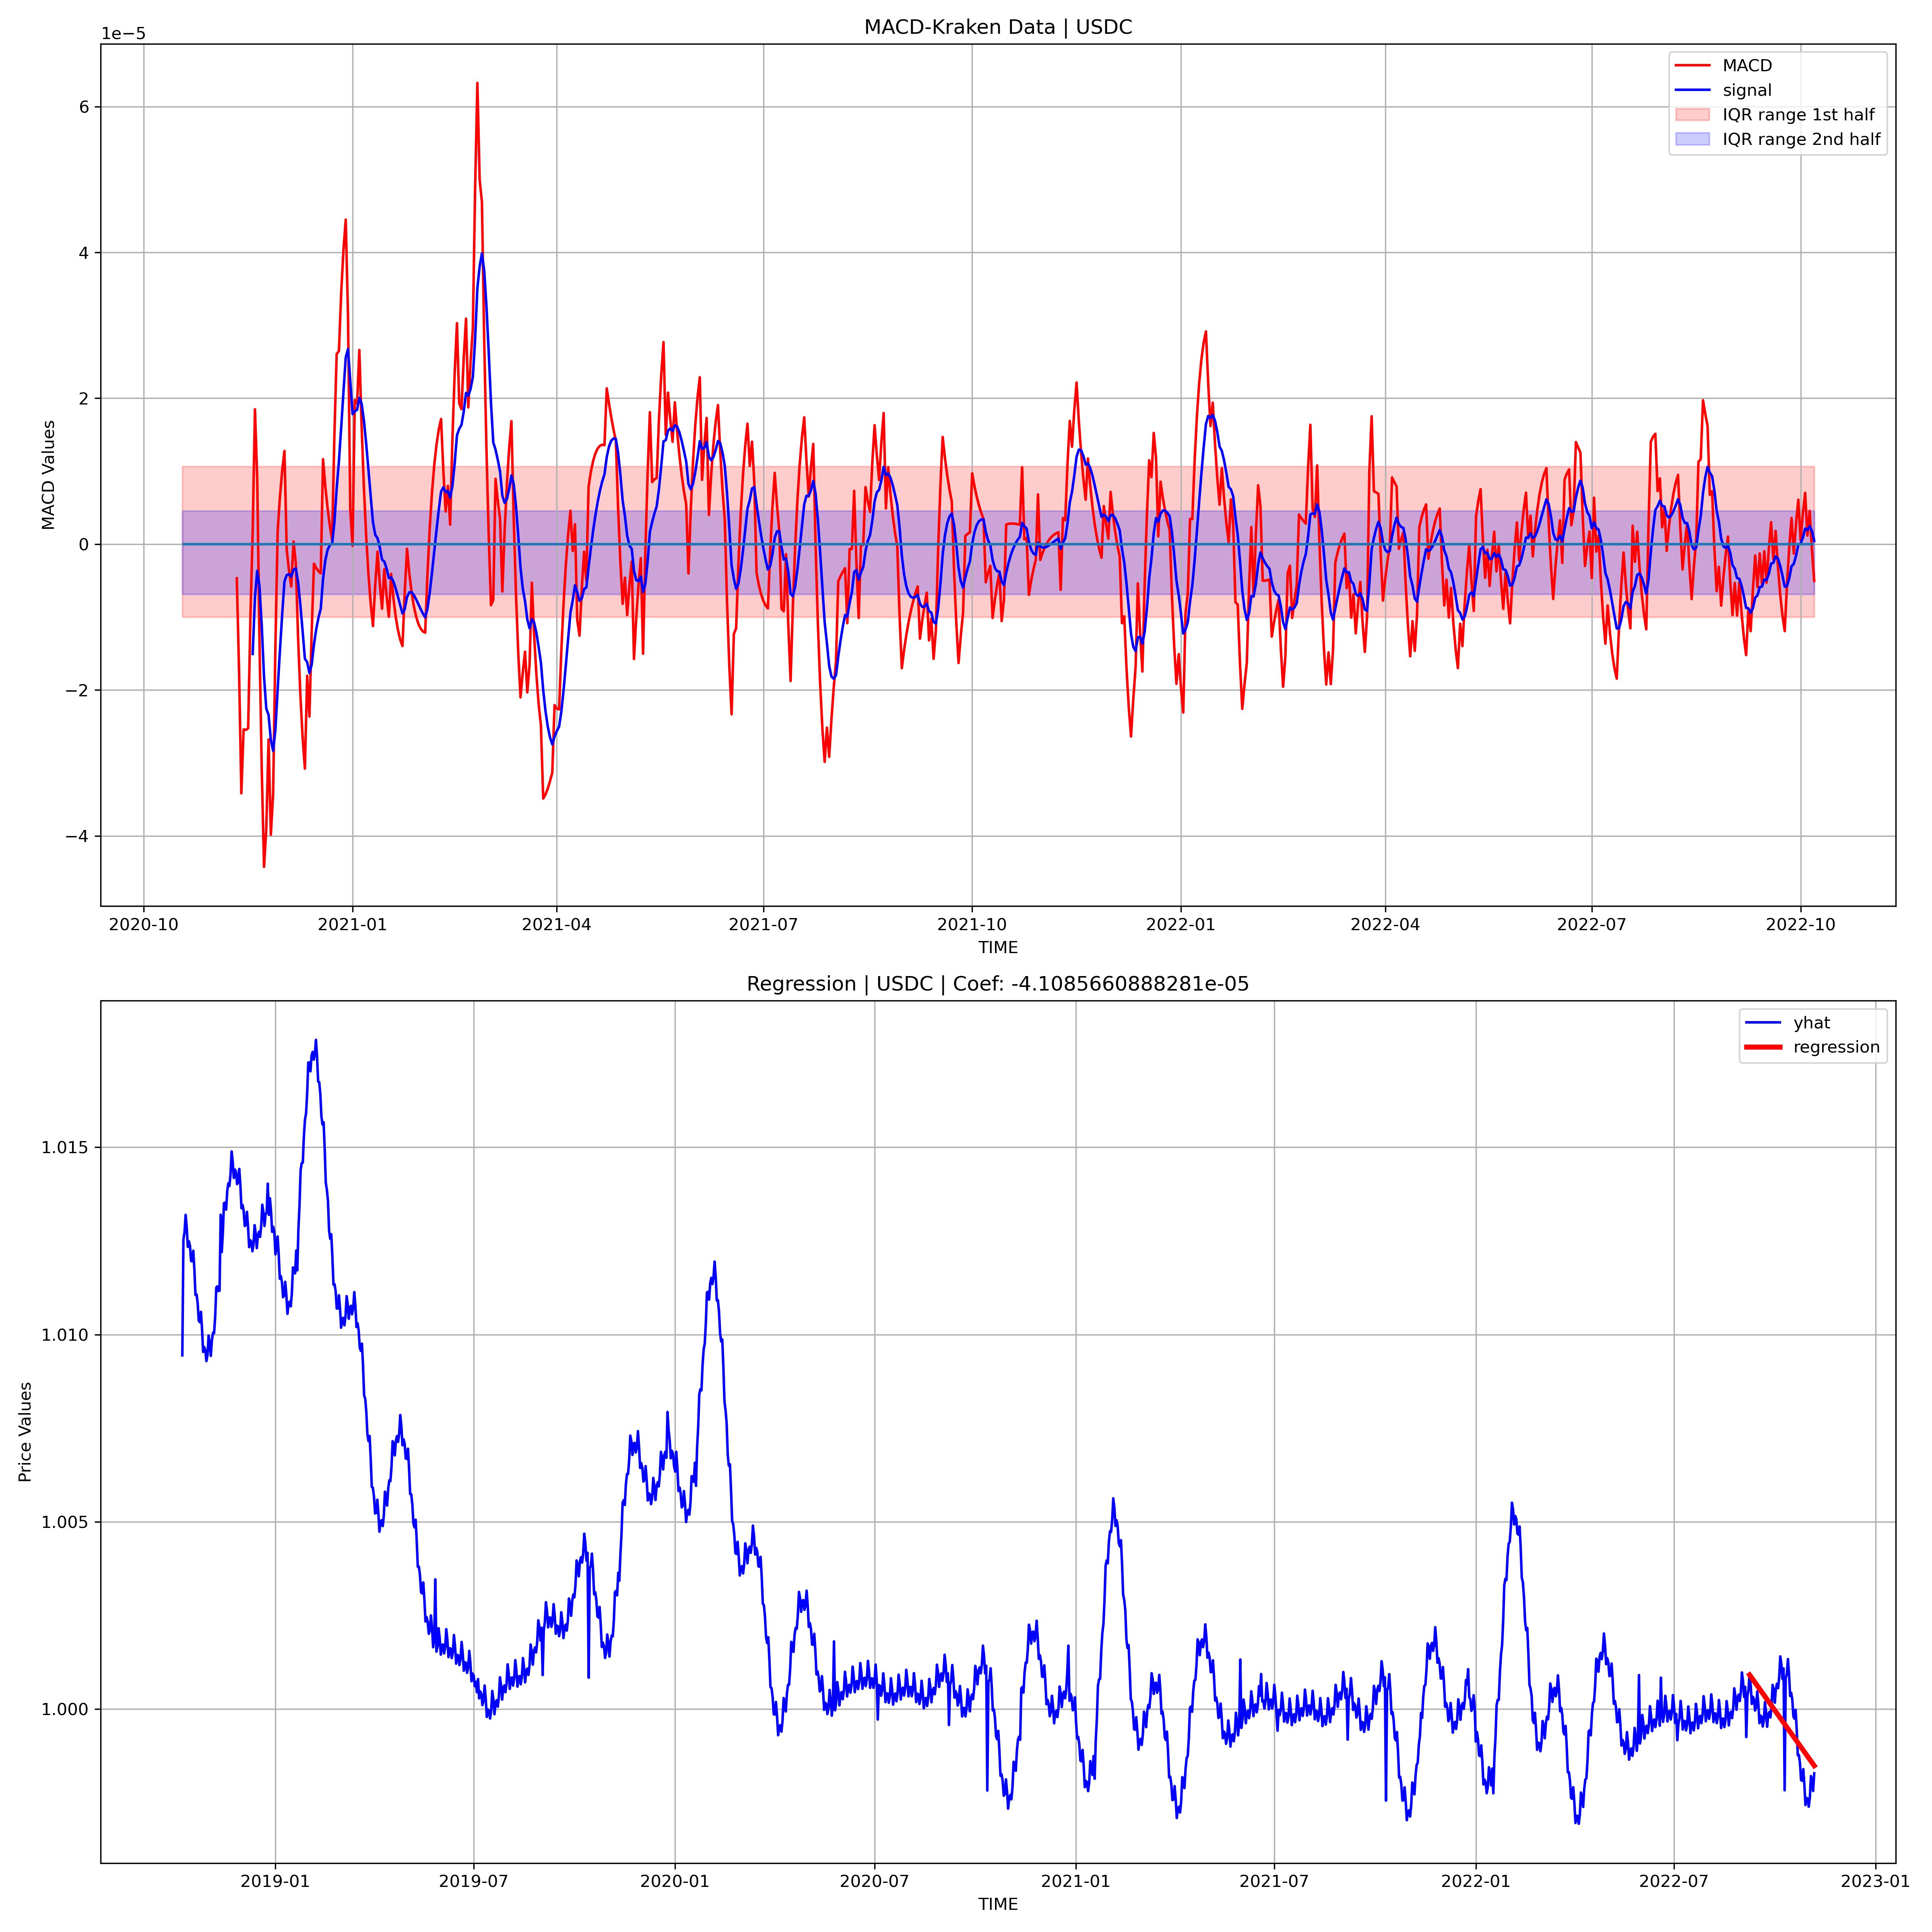 MACD-Kraken Data | USDC
1e−5
MACD
signal
IQR range 1st half
IQR range 2nd half
6
4
2
0
−2
−4
MACD Values
2020-10 2021-01 2021-04 2021-07 2021-10 2022-01 2022-04 2022-07 2022-10
TIME
Regression | USDC | Coef: -4.1085660888281e-05
yhat
regression
1.015
1.010
1.005
1.000
Price Values
2019-01 2019-07 2020-01 2020-07 2021-01 2021-07 2022-01 2022-07 2023-01
TIME